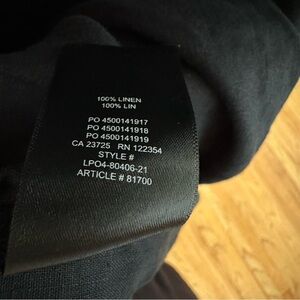 100% LINEN
100% LIN
PO 4500141917
PO 4500141918
PO 4500141919
CA 23725 RN 122354
STYLE #
LPO4-80406-21
ARTICLE # 81700